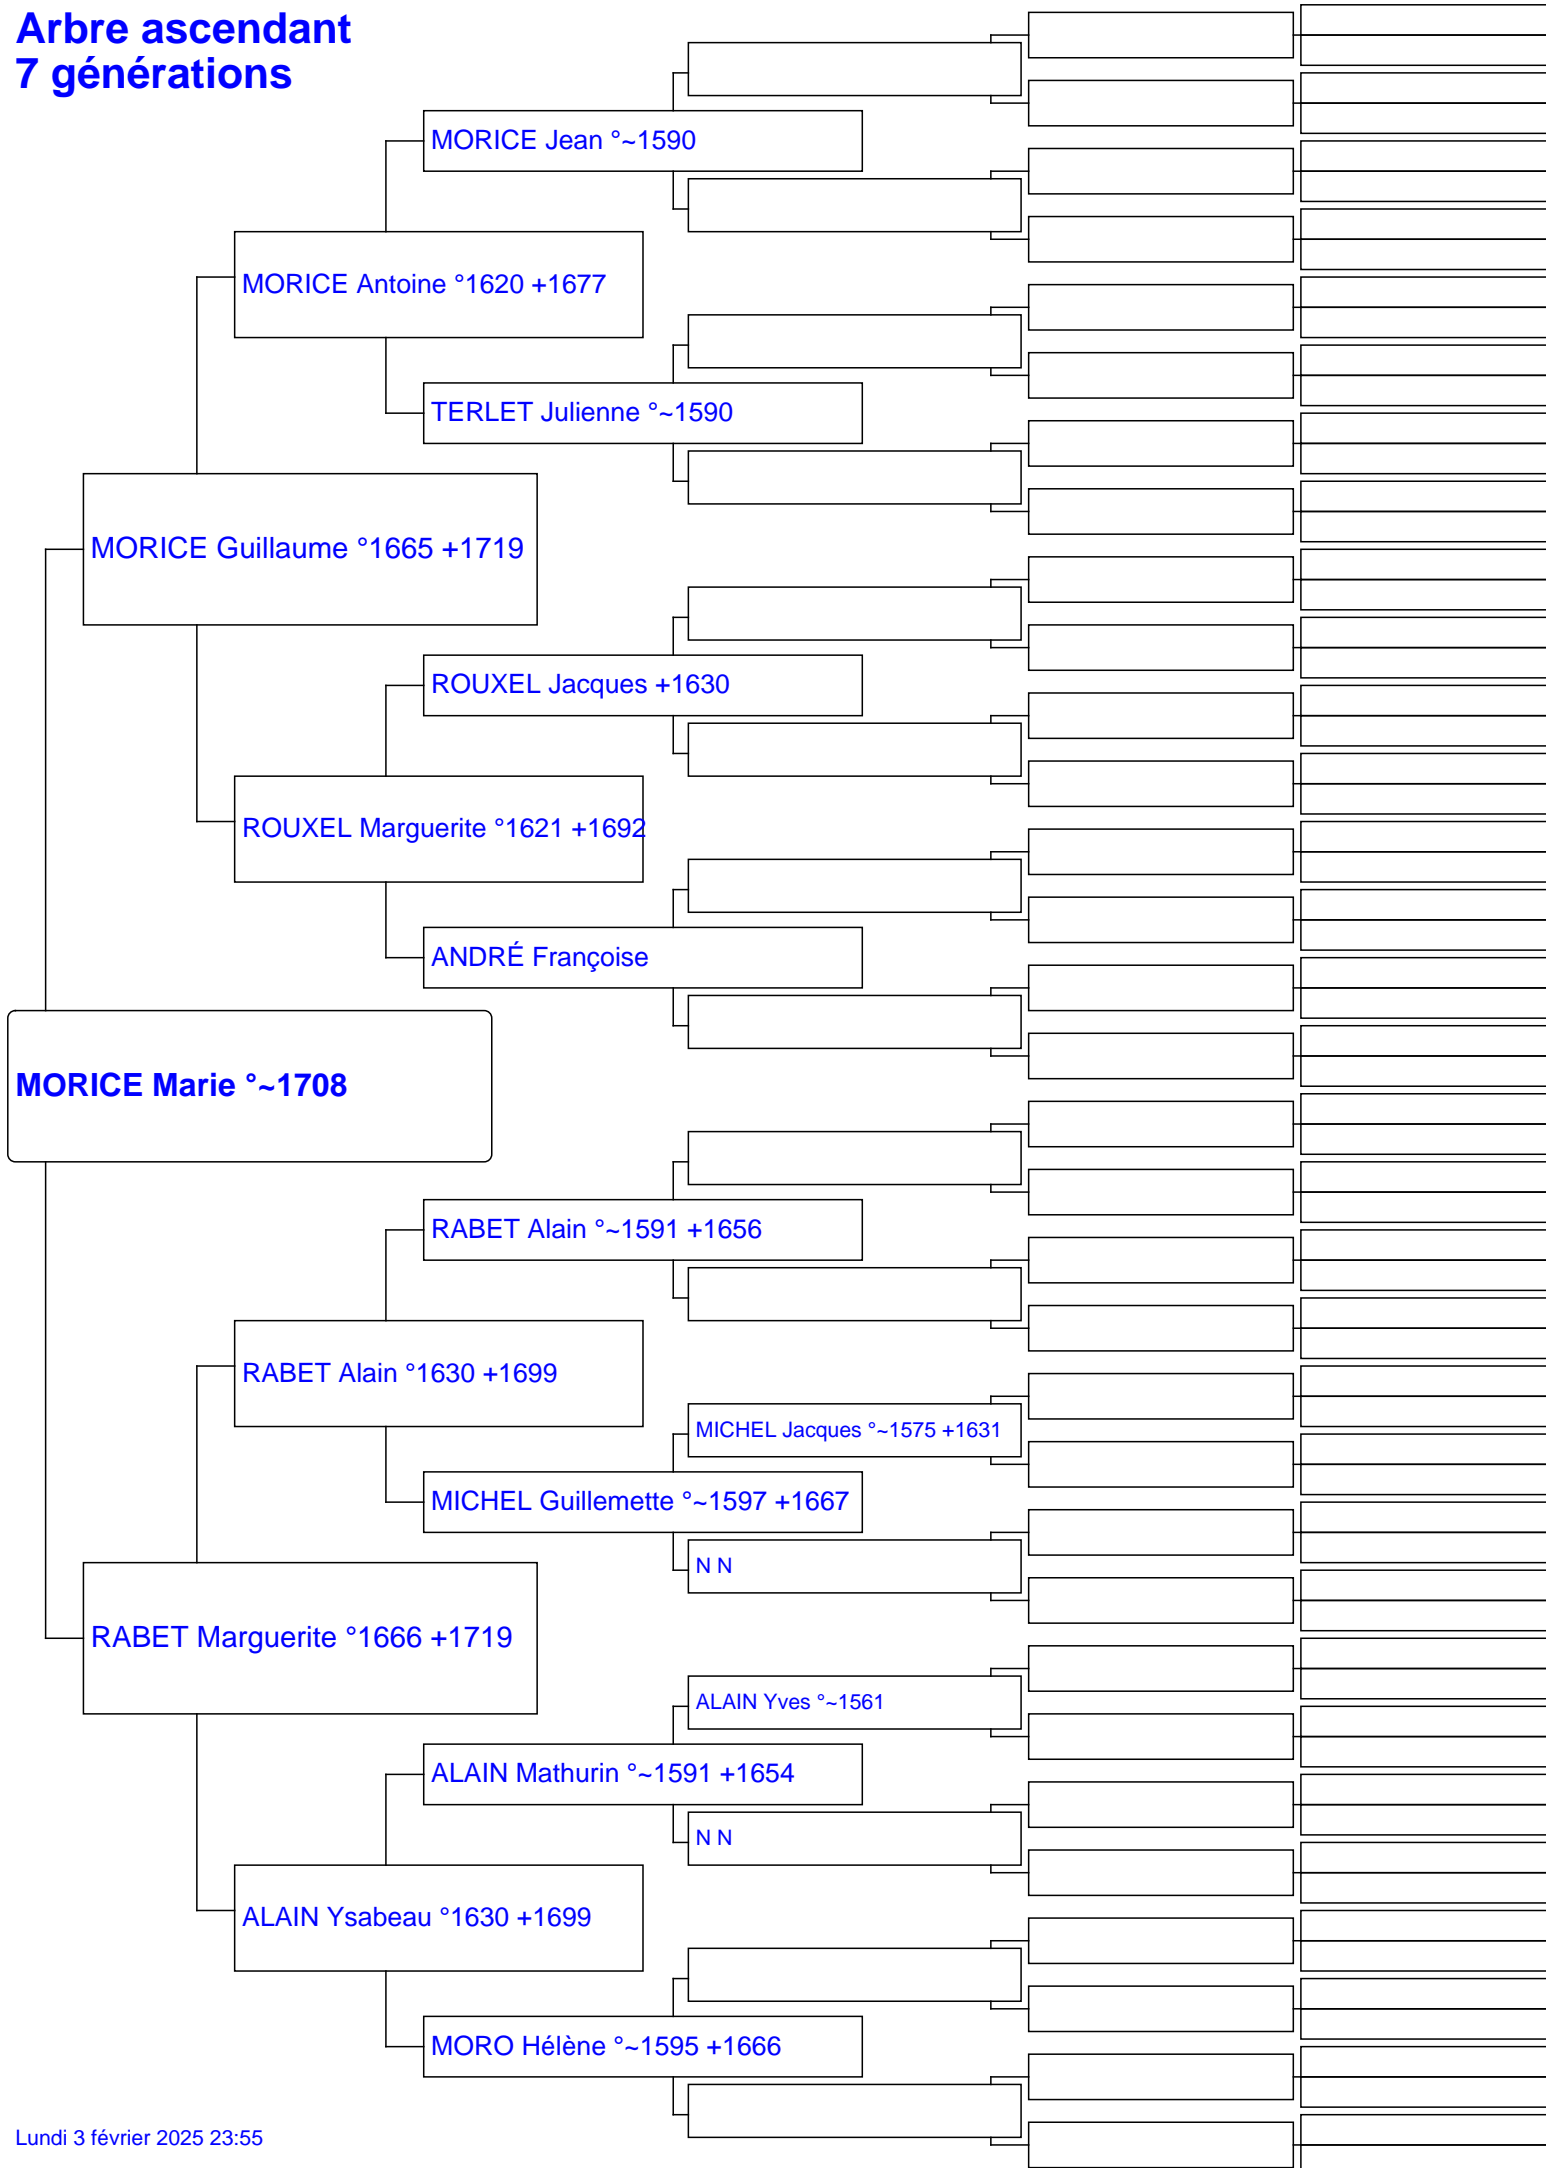 Arbre ascendant
7 générations
MORICE Jean °~1590
MORICE Antoine °1620 +1677
TERLET Julienne °~1590
MORICE Guillaume °1665 +1719
ROUXEL Jacques +1630
ROUXEL Marguerite °1621 +1692
ANDRÉ Françoise
MORICE Marie °~1708
RABET Alain °~1591 +1656
RABET Alain °1630 +1699
MICHEL Jacques °~1575 +1631
MICHEL Guillemette °~1597 +1667
N N
RABET Marguerite °1666 +1719
ALAIN Yves °~1561
ALAIN Mathurin °~1591 +1654
N N
ALAIN Ysabeau °1630 +1699
MORO Hélène °~1595 +1666
Lundi 3 février 2025 23:55